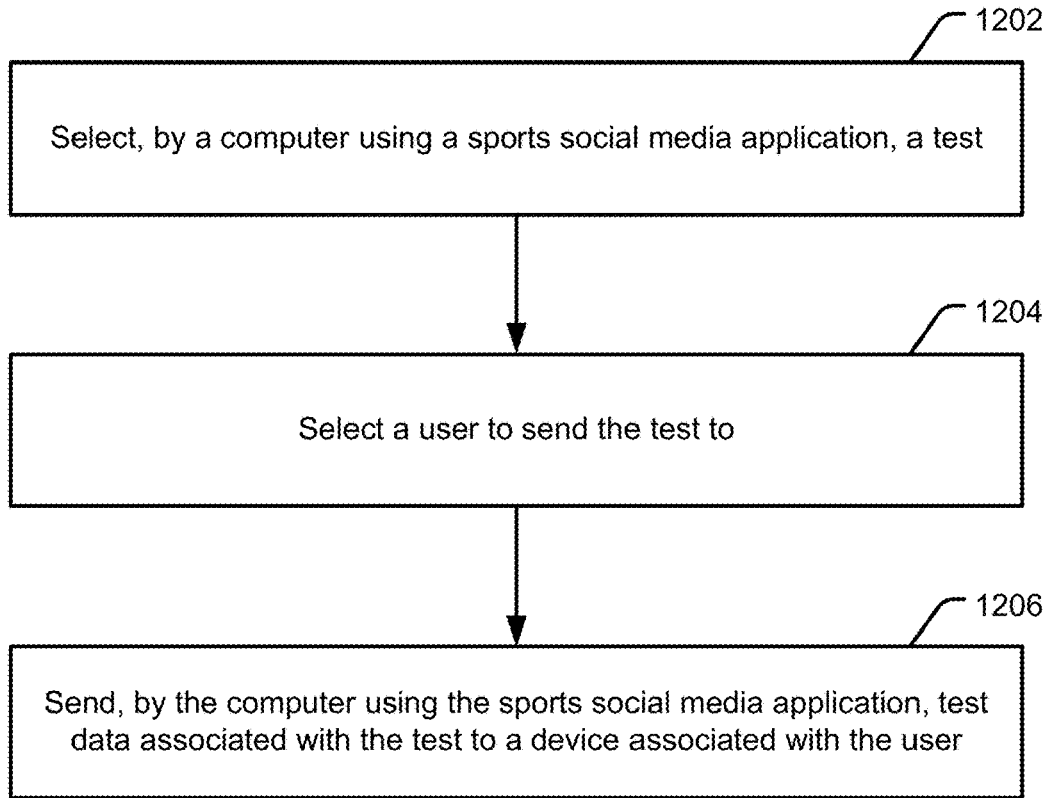 1202
Select, by a computer using a sports social media application, a test
1204
Select a user to send the test to
1206
Send, by the computer using the sports social media application, test
data associated with the test to a device associated with the user